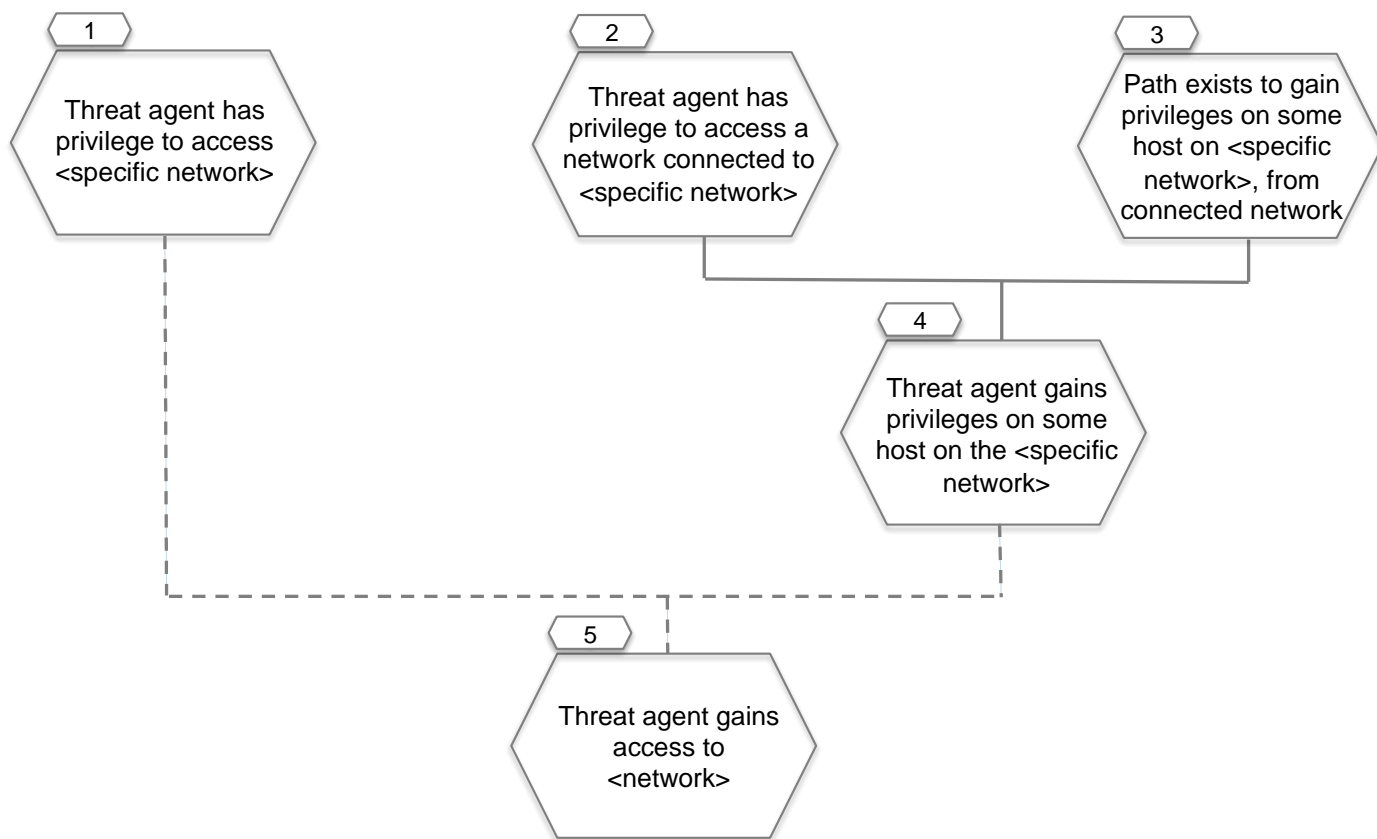 1
Threat agent has
privilege to access
<specific network>
2
Threat agent has
privilege to access a
network connected to
<specific network>
3
Path exists to gain
privileges on some
host on <specific
network>, from
connected network
4
Threat agent gains
privileges on some
host on the <specific
network>
5
Threat agent gains
access to
<network>